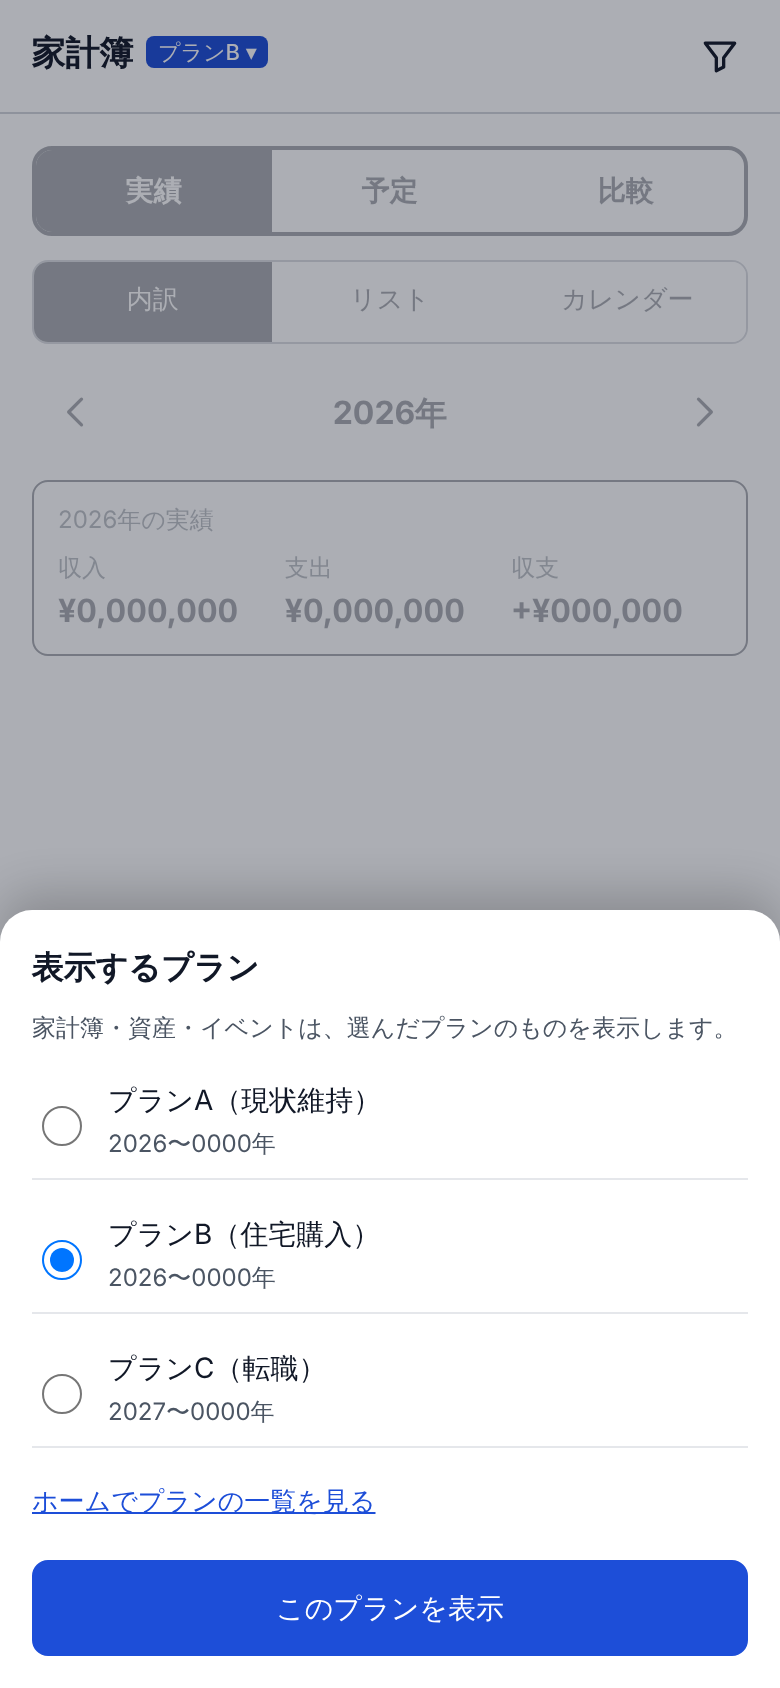 家計簿 プランB ▾
実績 予定 比較
内訳 リスト カレンダー
2026年
2026年の実績
収入 支出 収支
¥0,000,000 ¥0,000,000 +¥000,000
表示するプラン
家計簿・資産・イベントは、選んだプランのものを表示します。
プランA（現状維持）
2026〜0000年
プランB（住宅購入）
2026〜0000年
プランC（転職）
2027〜0000年
ホームでプランの一覧を見る
このプランを表示